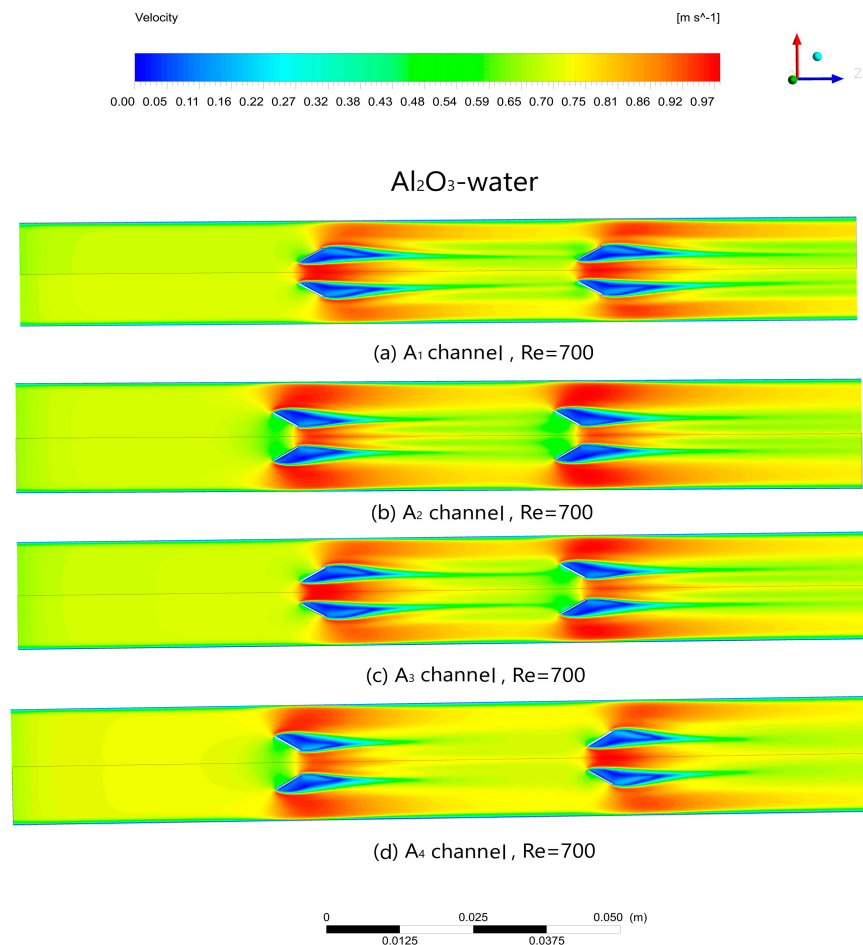 Velocity [m s^-1]
0.00 0.05 0.11 0.16 0.22 0.27 0.32 0.38 0.43 0.48 0.54 0.59 0.65 0.70 0.75 0.81 0.86 0.92 0.97
Z
Al₂O₃-water
(a) A₁ channel , Re=700
(b) A₂ channel , Re=700
(c) A₃ channel , Re=700
(d) A₄ channel , Re=700
0 0.025 0.050 (m)
0.0125 0.0375